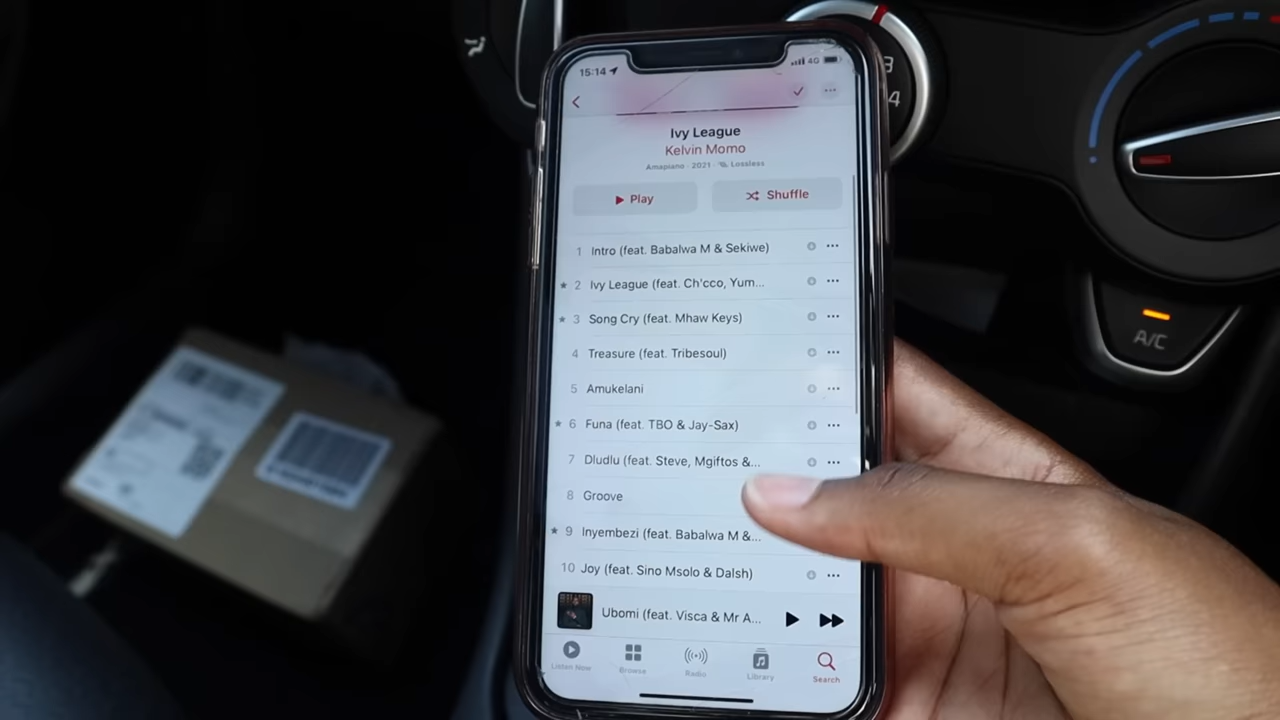 15:14
4G
Ivy League
Kelvin Momo
Amapiano · 2021 · Lossless
Play
Shuffle
1 Intro (feat. Babalwa M & Sekiwe)
★ 2 Ivy League (feat. Ch'cco, Yum...
★ 3 Song Cry (feat. Mhaw Keys)
4 Treasure (feat. Tribesoul)
5 Amukelani
★ 6 Funa (feat. TBO & Jay-Sax)
7 Dludlu (feat. Steve, Mgiftos &...
8 Groove
★ 9 Inyembezi (feat. Babalwa M &...
10 Joy (feat. Sino Msolo & Dalsh)
Ubomi (feat. Visca & Mr A...
Listen Now
Browse
Radio
Library
Search
3
4
A/C